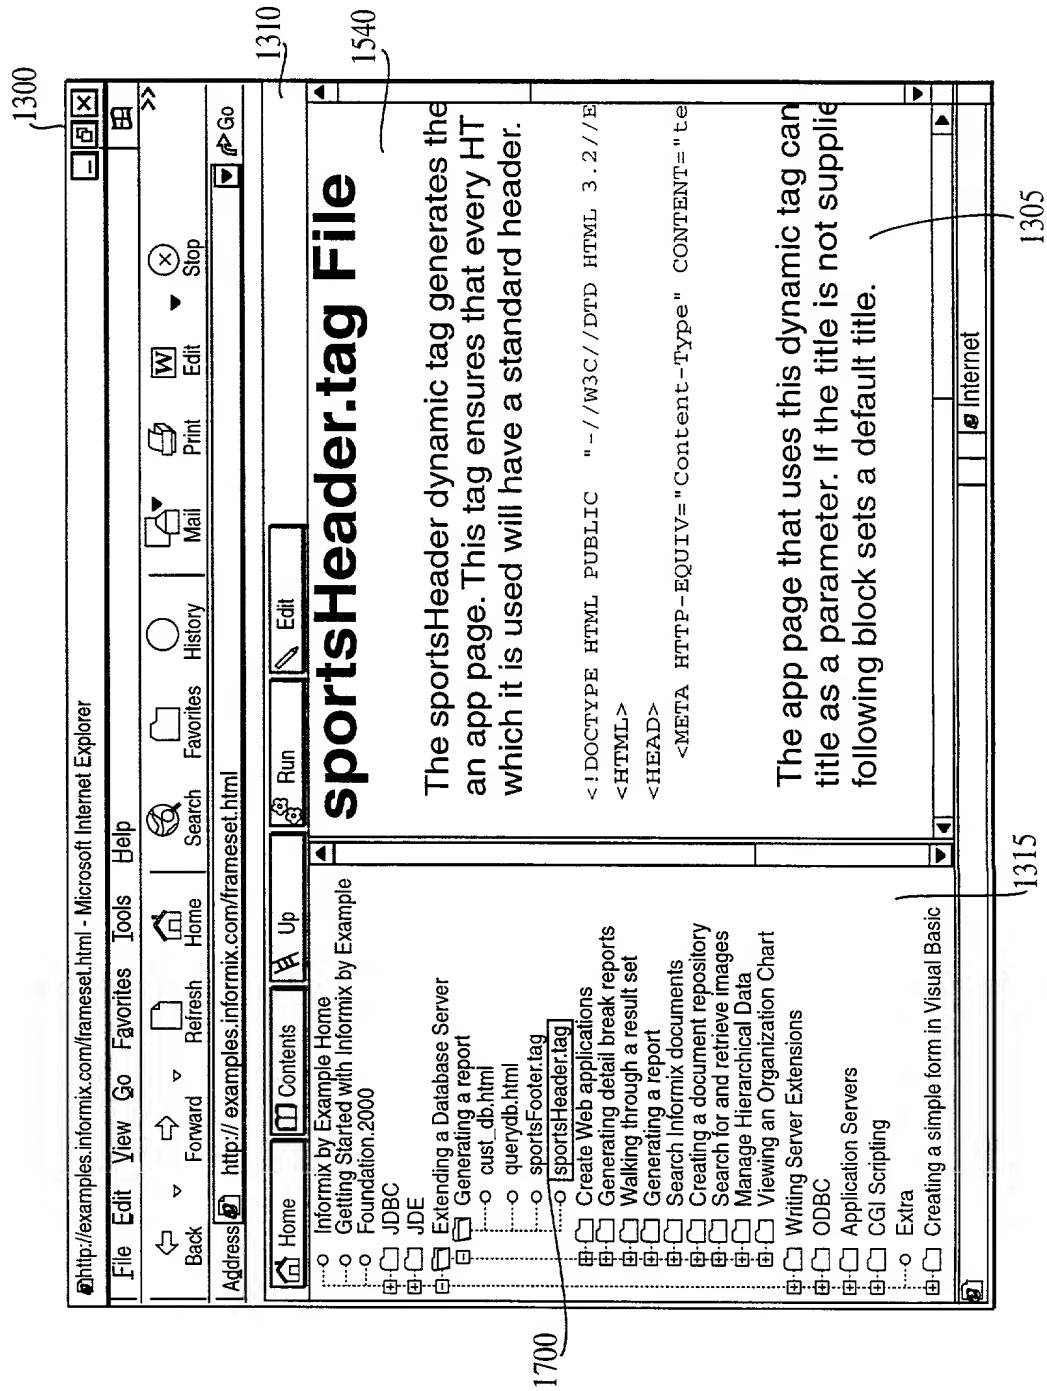 1300
http://examples.informix.com/frameset.html - Microsoft Internet Explorer
File Edit View Go Favorites Tools Help
>>
Back Forward Refresh Home Search Favorites History Mail Print Edit Stop
Address http:// examples.informix.com/frameset.html Go
Home Contents Up Run Edit
1310
Informix by Example Home
Getting Started with Informix by Example
Foundation.2000
JDBC
JDE
Extending a Database Server
Generating a report
cust_db.html
querydb.html
sportsFooter.tag
sportsHeader.tag
Create Web applications
Generating detail break reports
Walking through a result set
Generating a report
Search Informix documents
Creating a document repository
Search for and retrieve images
Manage Hierarchical Data
Viewing an Organization Chart
Writing Server Extensions
ODBC
Application Servers
CGI Scripting
Extra
Creating a simple form in Visual Basic
1700
1315
sportsHeader.tag File
1540
The sportsHeader dynamic tag generates the
an app page. This tag ensures that every HT
which it is used will have a standard header.
<!DOCTYPE HTML PUBLIC "-//W3C//DTD HTML 3.2//E
<HTML>
<HEAD>
<META HTTP-EQUIV="Content-Type" CONTENT="te
The app page that uses this dynamic tag can
title as a parameter. If the title is not supplie
following block sets a default title.
1305
Internet